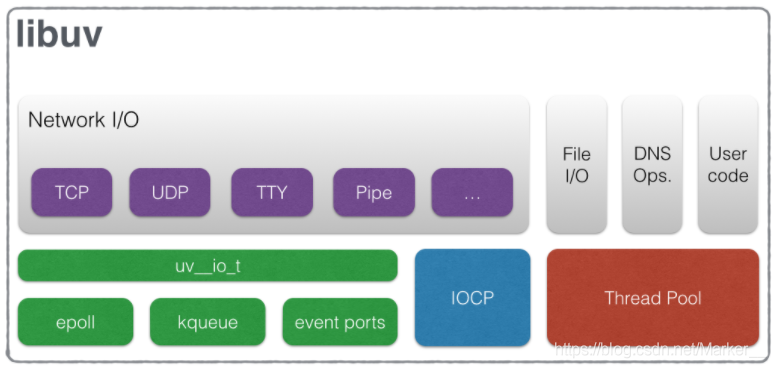 libuv
Network I/O
TCP
UDP
TTY
Pipe
...
File
I/O
DNS
Ops.
User
code
uv__io_t
epoll
kqueue
event ports
IOCP
Thread Pool
https://blog.csdn.net/Marker__